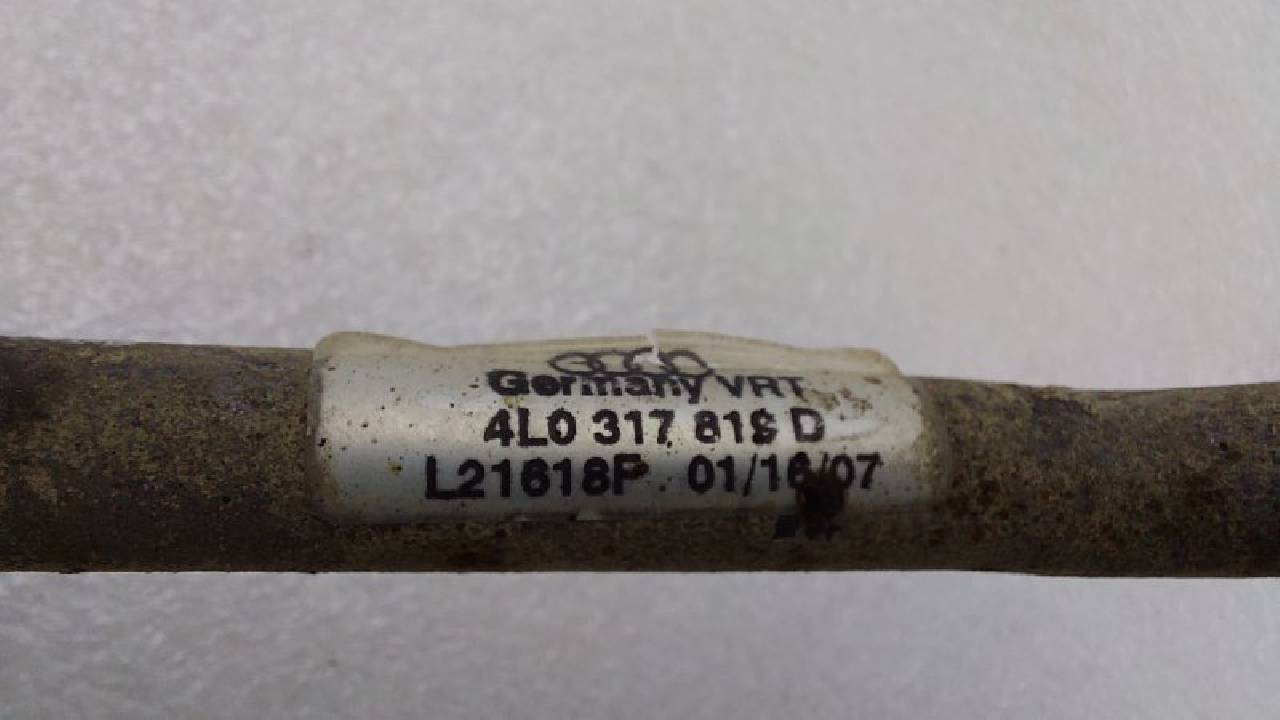 Germany VRT
4L0 317 819 D
L21618P 01/16/07